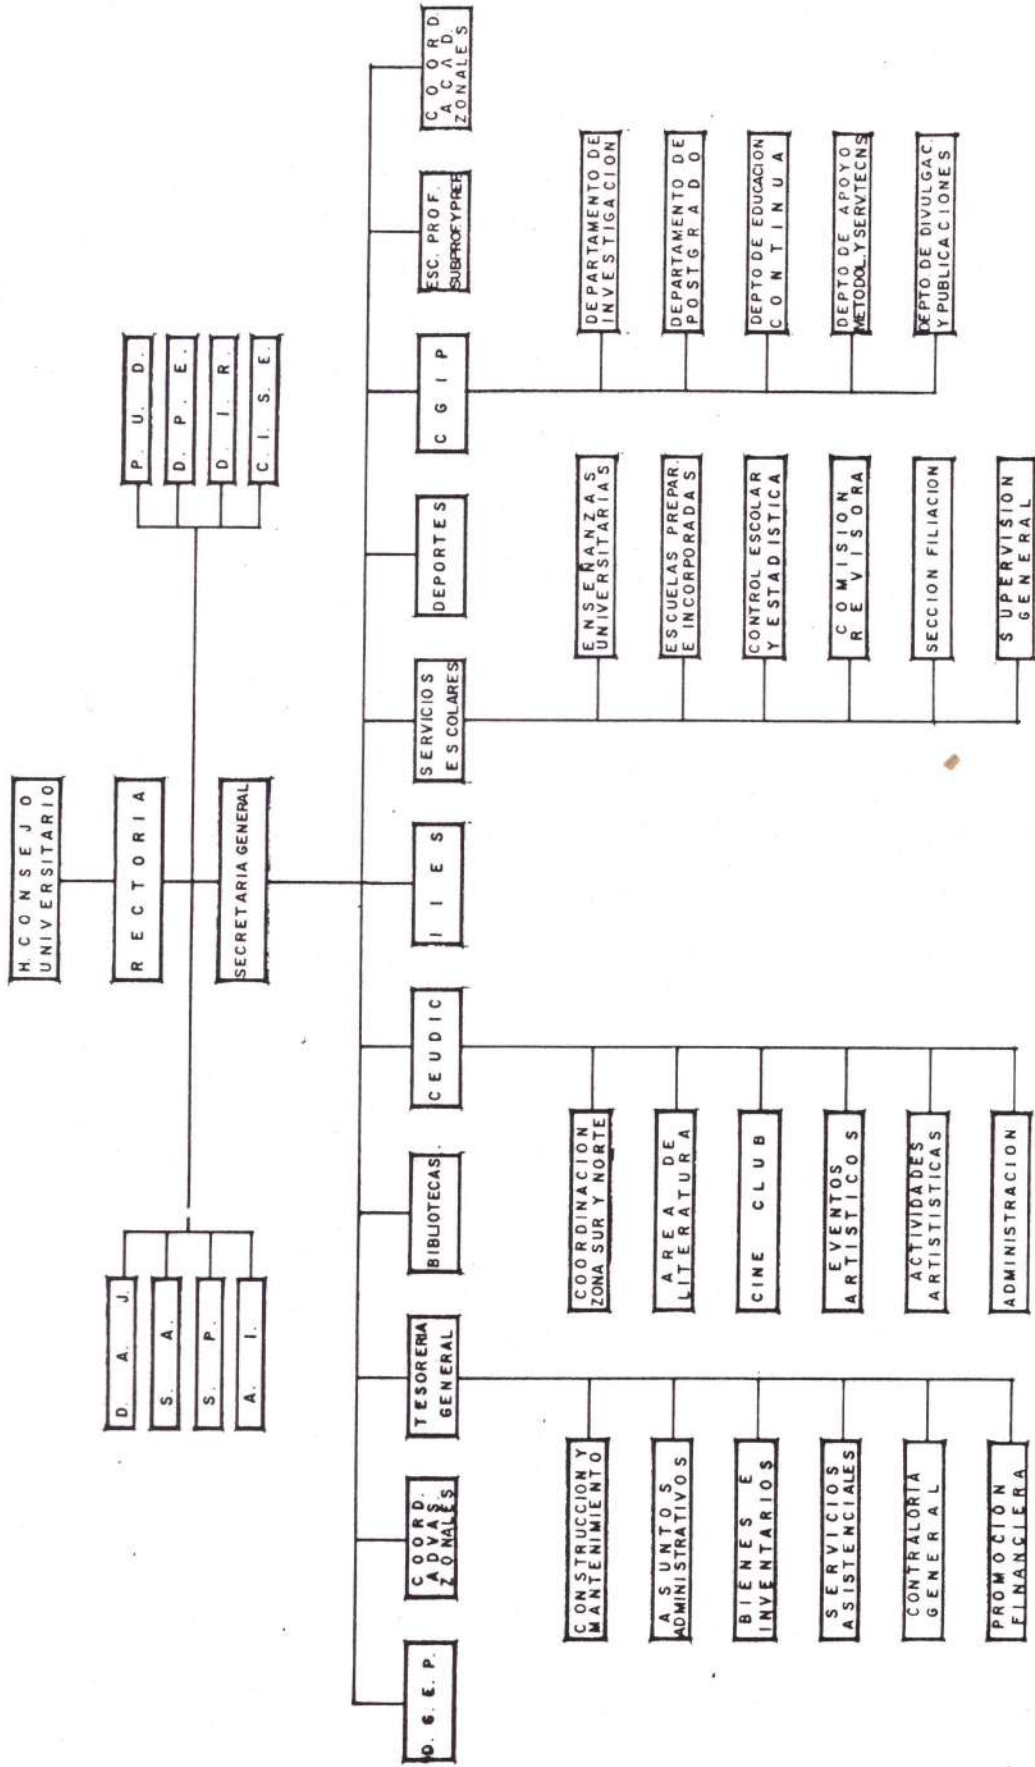 H. CONSEJO
UNIVERSITARIO
RECTORIA
SECRETARIA GENERAL
D. A. J.
S. A.
S. P.
A. I.
P. U. D.
D. P. E.
D. I. R.
C. I. S. E.
D. G. E. P.
COORD.
ADVAS.
ZONALES
TESORERIA
GENERAL
BIBLIOTECAS
CEUDIC
IIES
SERVICIOS
ESCOLARES
DEPORTES
CGIP
ESC. PROF.
SUBPROF Y PREP.
COORD.
ACAD.
ZONALES
CONSTRUCCION Y
MANTENIMIENTO
ASUNTOS
ADMINISTRATIVOS
BIENES E
INVENTARIOS
SERVICIOS
ASISTENCIALES
CONTRALORIA
GENERAL
PROMOCION
FINANCIERA
COORDINACION
ZONA SUR Y NORTE
AREA DE
LITERATURA
CINE CLUB
EVENTOS
ARTISTICOS
ACTIVIDADES
ARTISTISTICAS
ADMINISTRACION
ENSEÑANZAS
UNIVERSITARIAS
ESCUELAS PREPAR.
E INCORPORADAS
CONTROL ESCOLAR
Y ESTADISTICA
COMISION
REVISORA
SECCION FILIACION
SUPERVISION
GENERAL
DEPARTAMENTO DE
INVESTIGACION
DEPARTAMENTO DE
POSTGRADO
DEPTO DE EDUCACION
CONTINUA
DEPTO DE APOYO
METODOL. Y SERV.TECNS
DEPTO. DE DIVULGAC.
Y PUBLICACIONES